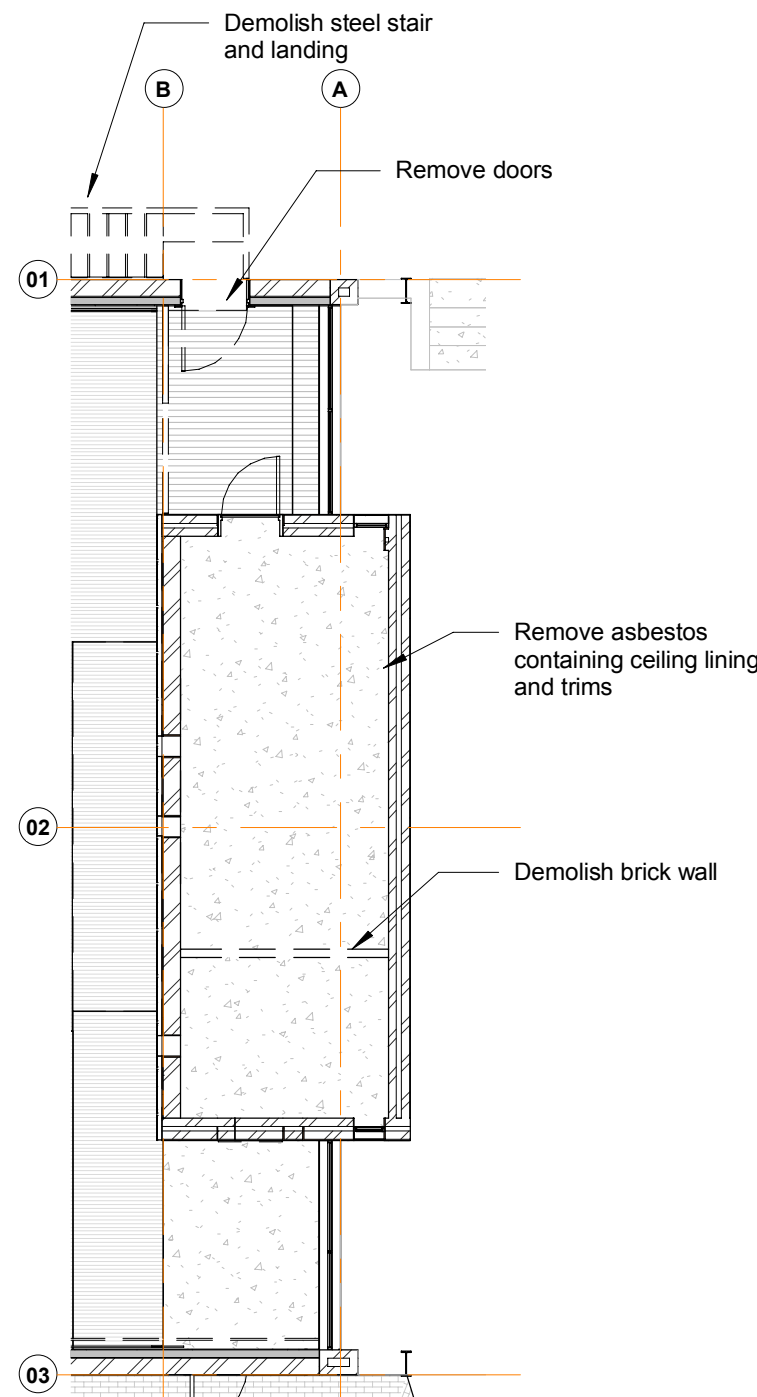 Demolish steel stair
and landing
B
A
Remove doors
01
Remove asbestos
containing ceiling lining
and trims
02
Demolish brick wall
03